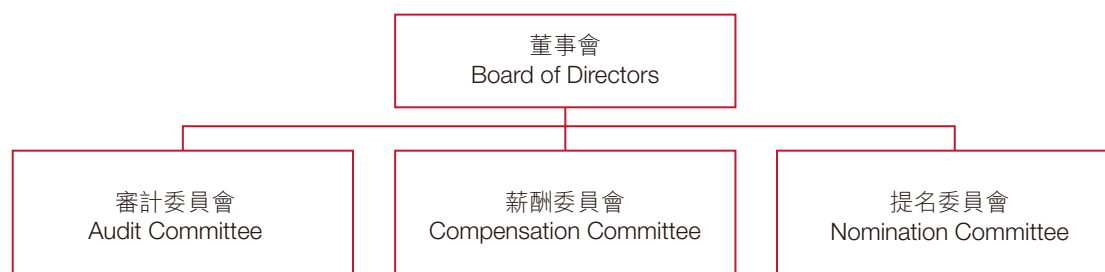 董事會
Board of Directors
審計委員會
Audit Committee
薪酬委員會
Compensation Committee
提名委員會
Nomination Committee